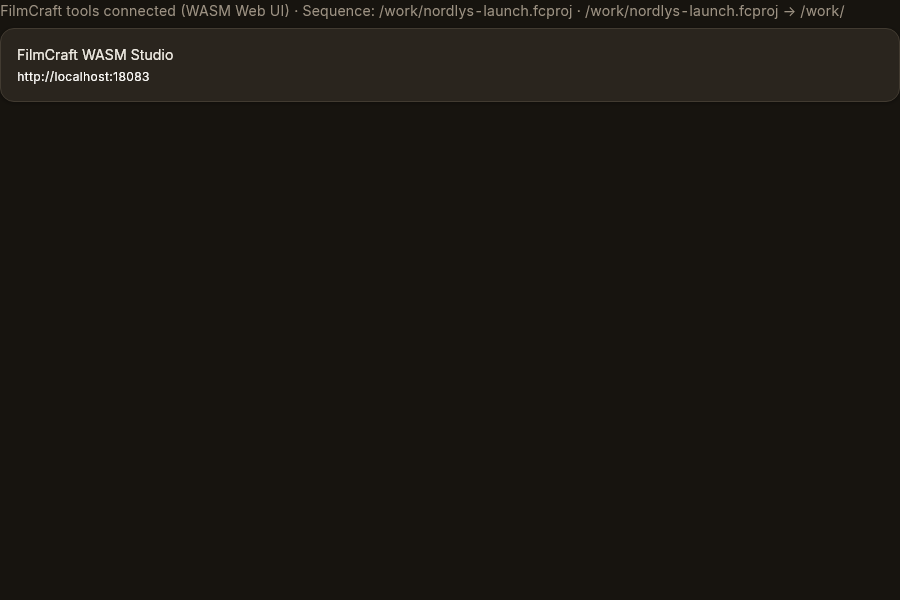 FilmCraft tools connected (WASM Web UI) · Sequence: /work/nordlys-launch.fcproj · /work/nordlys-launch.fcproj → /work/
FilmCraft WASM Studio
http://localhost:18083